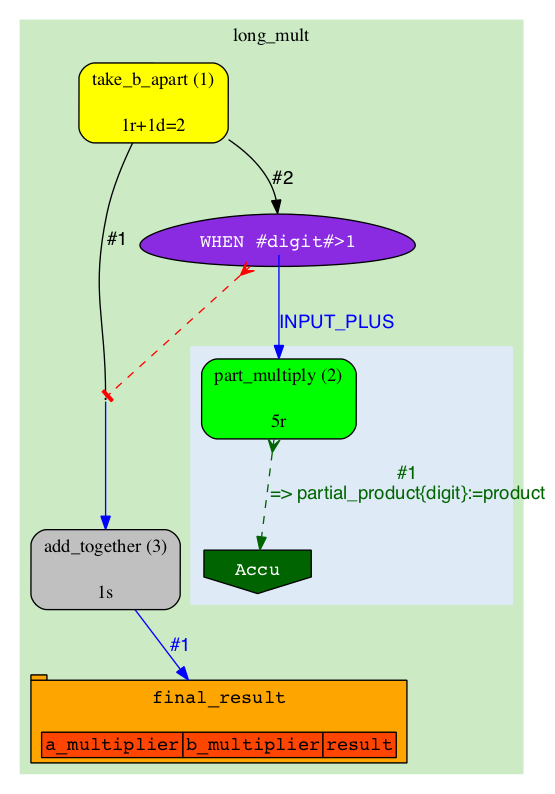 long_mult
take_b_apart (1)
1r+1d=2
#2
#1
WHEN #digit#>1
INPUT_PLUS
part_multiply (2)
5r
#1
=> partial_product{digit}:=product
add_together (3)
1s
Accu
#1
final_result
a_multiplier b_multiplier result